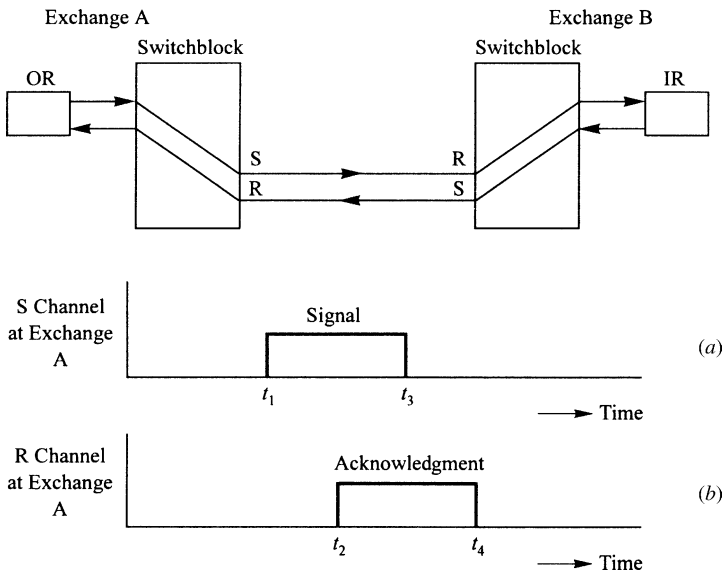 Exchange A
Exchange B
Switchblock
Switchblock
OR
IR
S
R
R
S
S Channel
at Exchange
A
Signal
(a)
t1
t3
Time
R Channel
at Exchange
A
Acknowledgment
(b)
t2
t4
Time